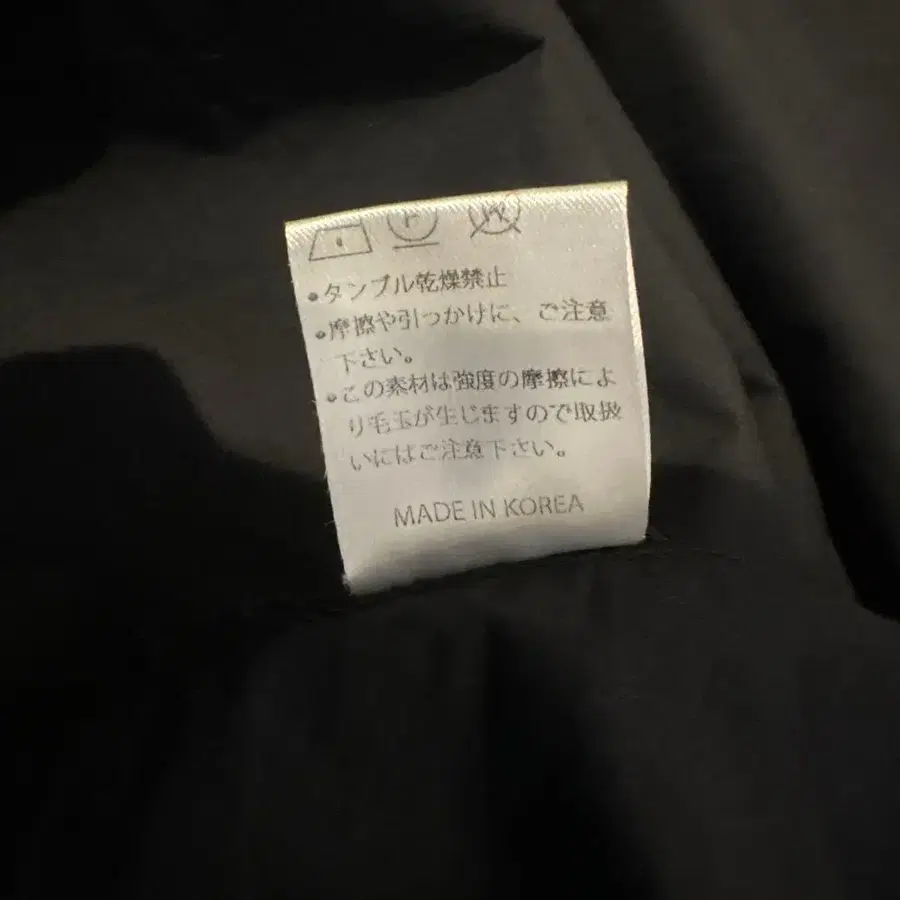 F W
•タンブル乾燥禁止
•摩擦や引っかけに、ご注意
下さい。
•この素材は強度の摩擦によ
り毛玉が生じますので取扱
いにはご注意下さい。
MADE IN KOREA